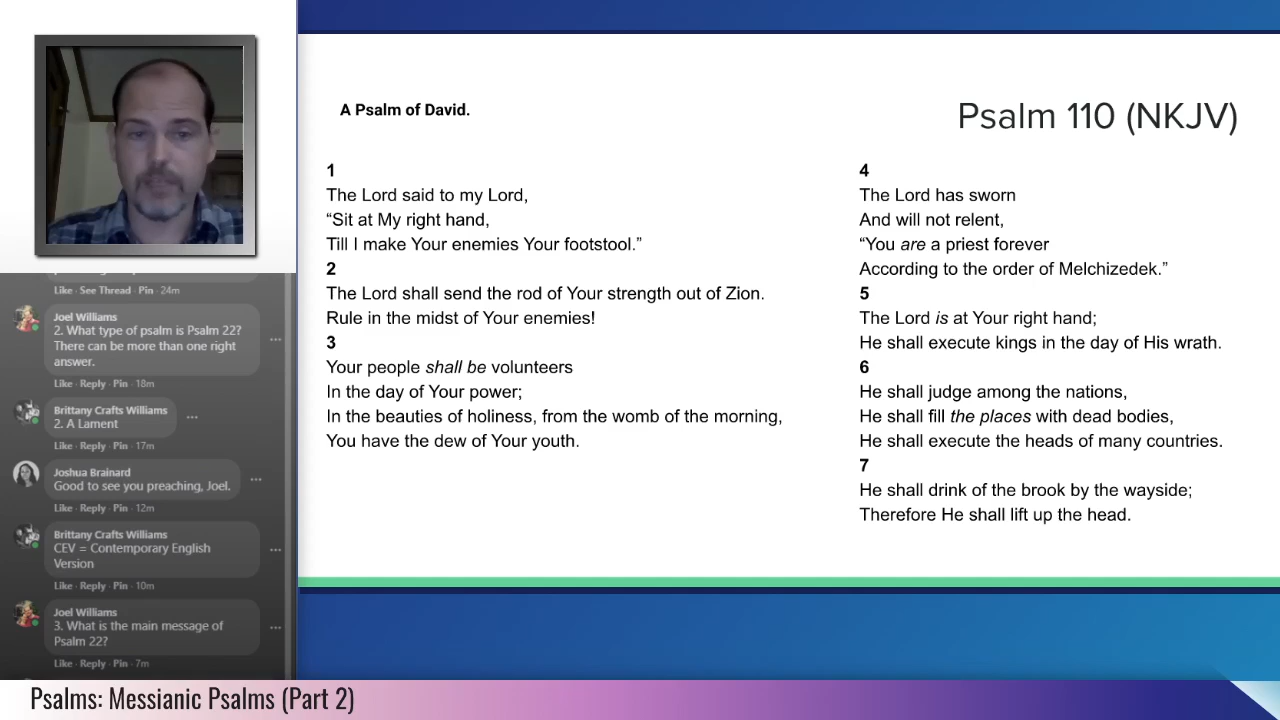 Like · See Thread · Pin · 24m
Joel Williams
2. What type of psalm is Psalm 22?
There can be more than one right
answer.
Like · Reply · Pin · 18m
Brittany Crafts Williams
2. A Lament
Like · Reply · Pin · 17m
Joshua Brainard
Good to see you preaching, Joel.
Like · Reply · Pin · 12m
Brittany Crafts Williams
CEV = Contemporary English
Version
Like · Reply · Pin · 10m
Joel Williams
3. What is the main message of
Psalm 22?
Like · Reply · Pin · 7m
A Psalm of David.
Psalm 110 (NKJV)
1
The Lord said to my Lord,
“Sit at My right hand,
Till I make Your enemies Your footstool.”
2
The Lord shall send the rod of Your strength out of Zion.
Rule in the midst of Your enemies!
3
Your people shall be volunteers
In the day of Your power;
In the beauties of holiness, from the womb of the morning,
You have the dew of Your youth.
4
The Lord has sworn
And will not relent,
“You are a priest forever
According to the order of Melchizedek.”
5
The Lord is at Your right hand;
He shall execute kings in the day of His wrath.
6
He shall judge among the nations,
He shall fill the places with dead bodies,
He shall execute the heads of many countries.
7
He shall drink of the brook by the wayside;
Therefore He shall lift up the head.
Psalms: Messianic Psalms (Part 2)